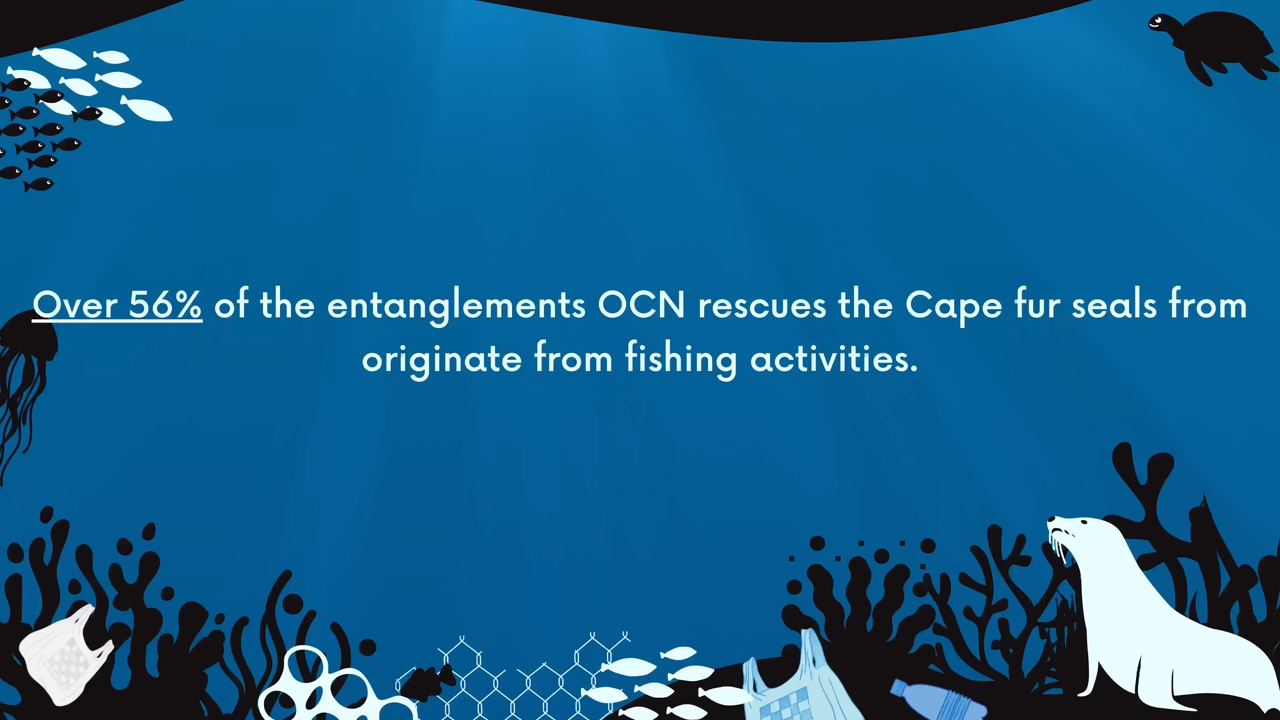 Over 56% of the entanglements OCN rescues the Cape fur seals from
originate from fishing activities.